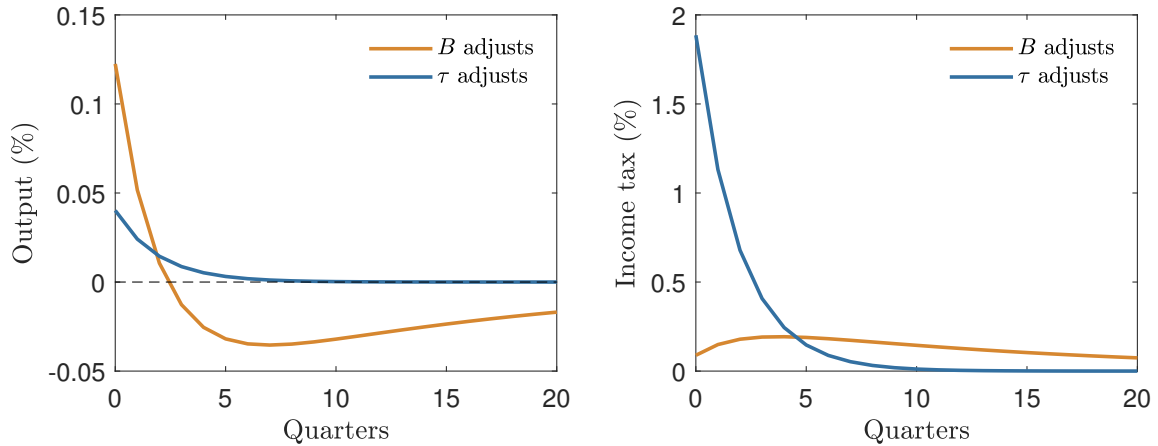 Output (%)
0.15
0.1
0.05
0
-0.05
B adjusts
τ adjusts
0 5 10 15 20
Quarters
Income tax (%)
2
1.5
1
0.5
0
B adjusts
τ adjusts
0 5 10 15 20
Quarters